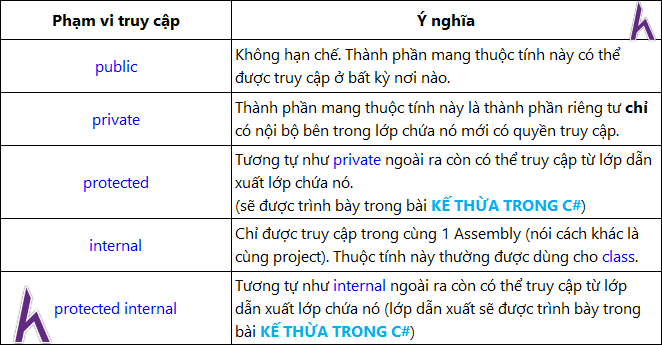 Phạm vi truy cập
Ý nghĩa
public
Không hạn chế. Thành phần mang thuộc tính này có thể
được truy cập ở bất kỳ nơi nào.
private
Thành phần mang thuộc tính này là thành phần riêng tư chỉ
có nội bộ bên trong lớp chứa nó mới có quyền truy cập.
protected
Tương tự như private ngoài ra còn có thể truy cập từ lớp dẫn
xuất lớp chứa nó.
(sẽ được trình bày trong bài KẾ THỪA TRONG C#)
internal
Chỉ được truy cập trong cùng 1 Assembly (nói cách khác là
cùng project). Thuộc tính này thường được dùng cho class.
protected internal
Tương tự như internal ngoài ra còn có thể truy cập từ lớp
dẫn xuất lớp chứa nó (lớp dẫn xuất sẽ được trình bày trong
bài KẾ THỪA TRONG C#)